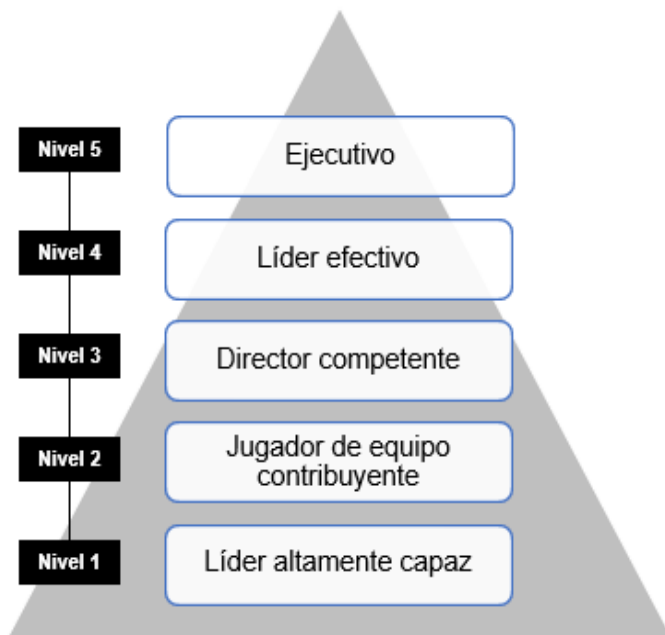 Nivel 5
Ejecutivo
Nivel 4
Líder efectivo
Nivel 3
Director competente
Nivel 2
Jugador de equipo
contribuyente
Nivel 1
Líder altamente capaz